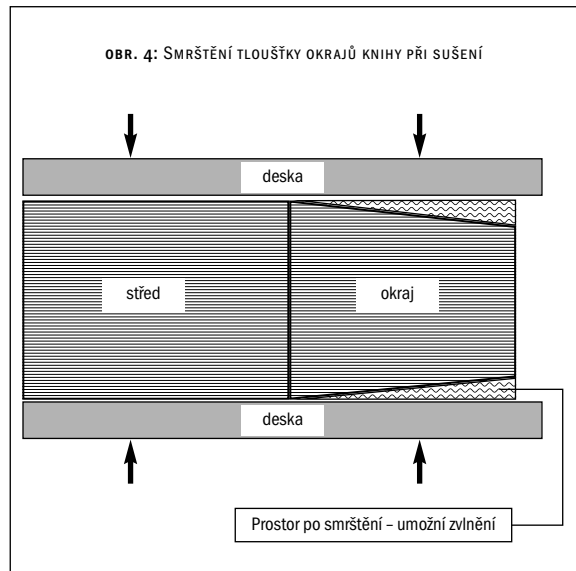 OBR. 4: SMRŠTĚNÍ TLOUŠŤKY OKRAJŮ KNIHY PŘI SUŠENÍ
deska
střed
okraj
deska
Prostor po smrštění – umožní zvlnění